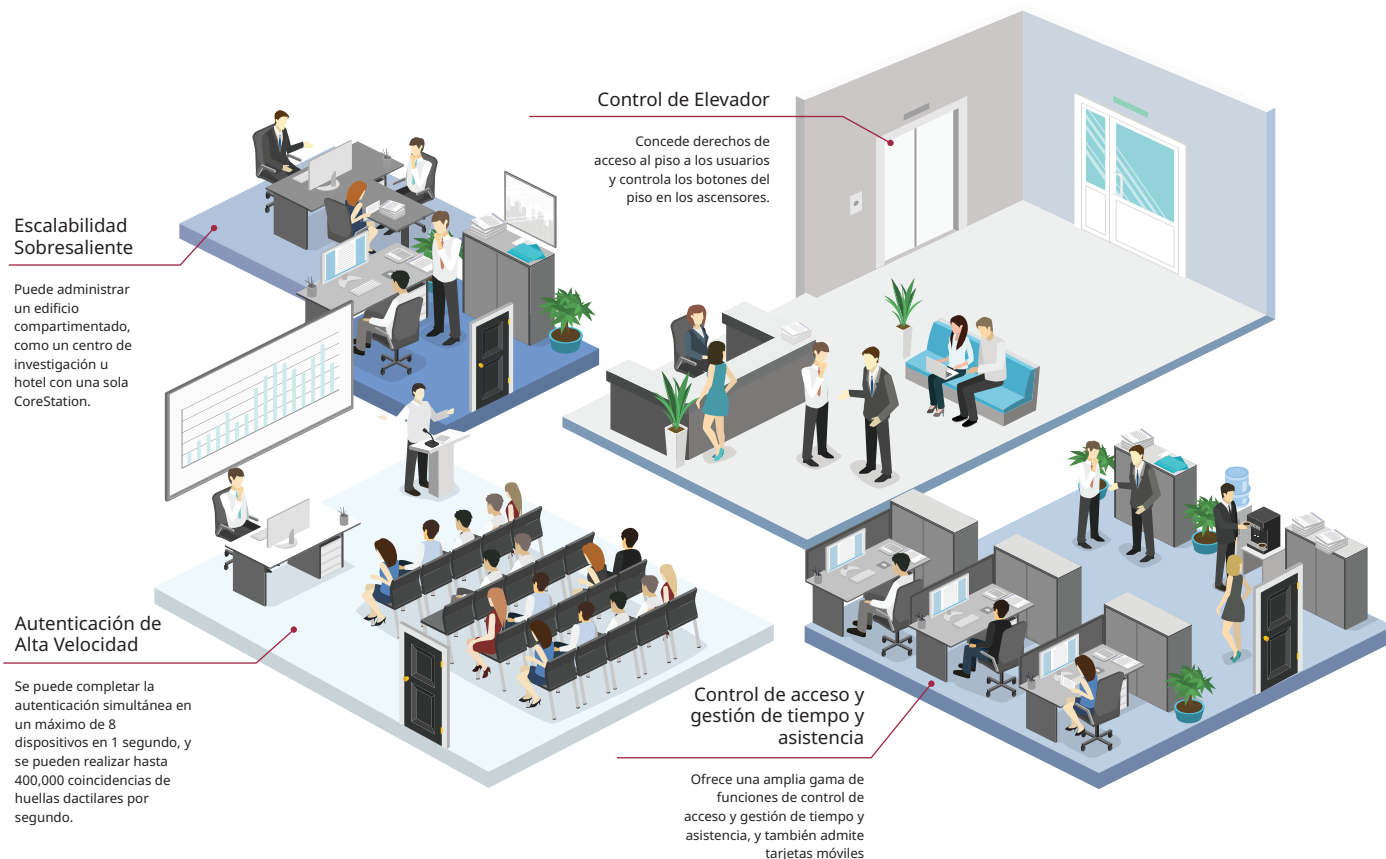 Control de Elevador
Concede derechos de
acceso al piso a los usuarios
y controla los botones del
piso en los ascensores.
Escalabilidad
Sobresaliente
Puede administrar
un edificio
compartimentado,
como un centro de
investigación u
hotel con una sola
CoreStation.
Autenticación de
Alta Velocidad
Se puede completar la
autenticación simultánea en
un máximo de 8
dispositivos en 1 segundo, y
se pueden realizar hasta
400,000 coincidencias de
huellas dactilares por
segundo.
Control de acceso y
gestión de tiempo y
asistencia
Ofrece una amplia gama de
funciones de control de
acceso y gestión de tiempo y
asistencia, y también admite
tarjetas móviles